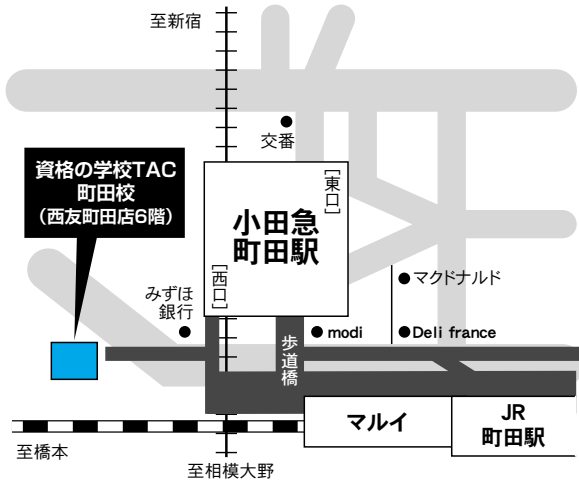 至新宿
交番
資格の学校TAC
町田校
（西友町田店6階）
［東口］
小田急
町田駅
［西口］
みずほ
銀行
マクドナルド
modi
Deli france
歩道橋
マルイ
JR
町田駅
至橋本
至相模大野